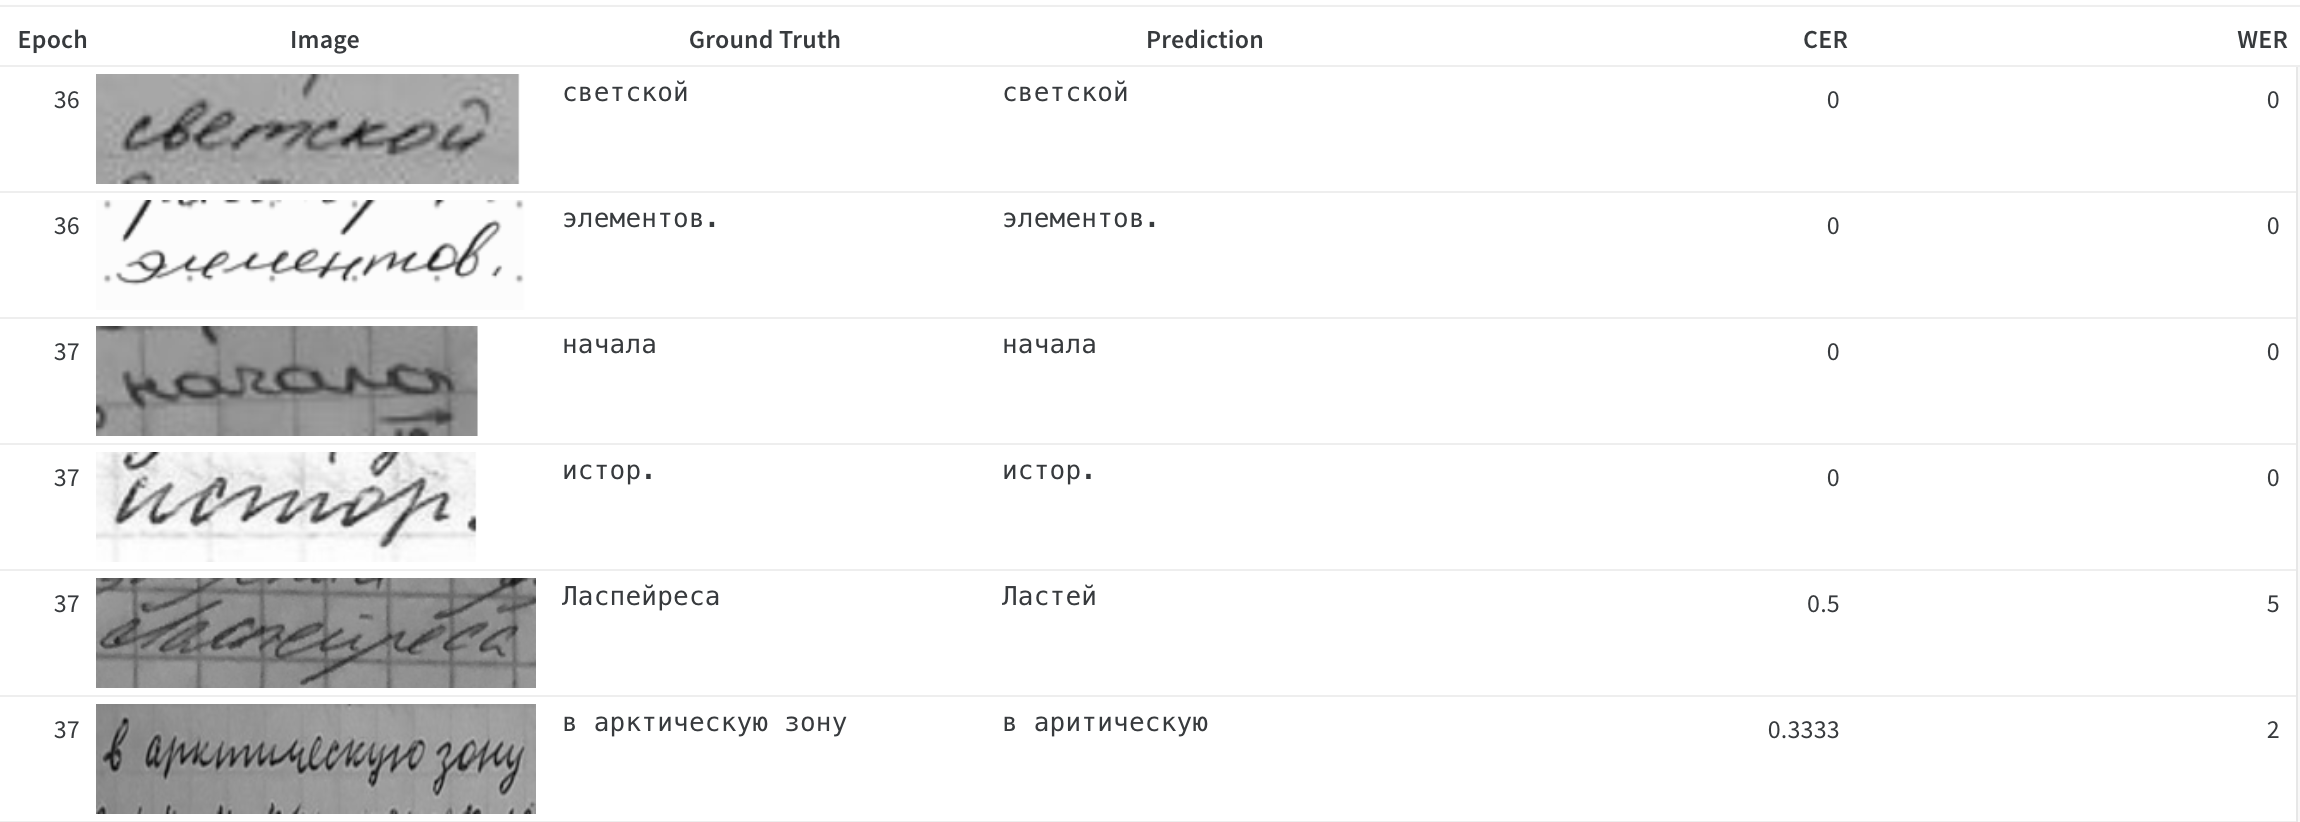 Epoch Image Ground Truth Prediction CER WER
36 светской светской светской 0 0
36 элементов. элементов. элементов. 0 0
37 начала начала начала 0 0
37 истор. истор. истор. 0 0
37 Ласпейреса Ласпейреса Ластей 0.5 5
37 в арктическую зону в арктическую зону в аритическую 0.3333 2